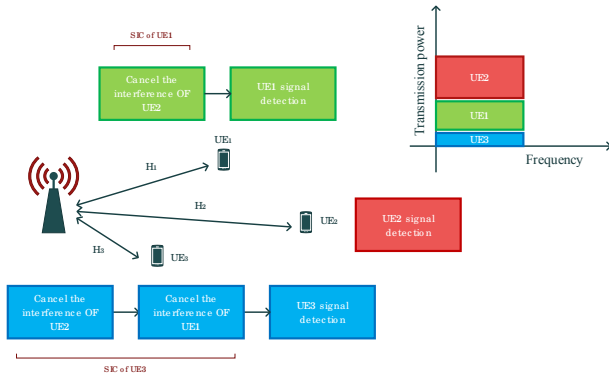 SIC of UE1
Cancel the
interference OF
UE2
UE1 signal
detection
Transmission power
UE2
UE1
UE3
Frequency
UE1
H1
H2
UE2
H3
UE3
UE2 signal
detection
Cancel the
interference OF
UE2
Cancel the
interference OF
UE1
UE3 signal
detection
SIC of UE3